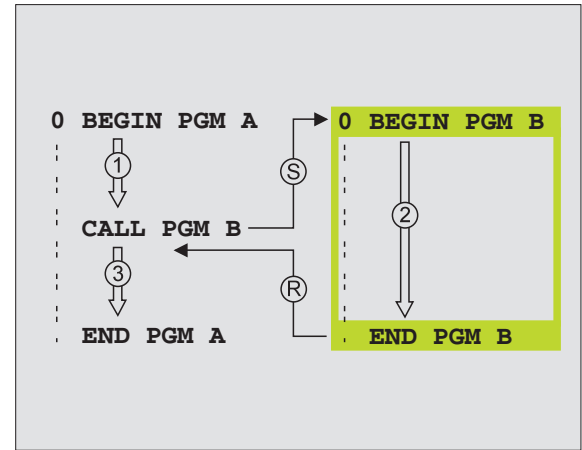 0 BEGIN PGM A
1
CALL PGM B
3
END PGM A
S
R
0 BEGIN PGM B
2
END PGM B